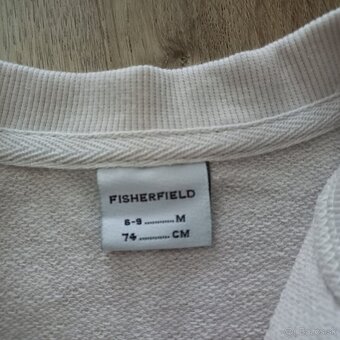 FISHERFIELD
6-9 .......... M
74 .......... CM